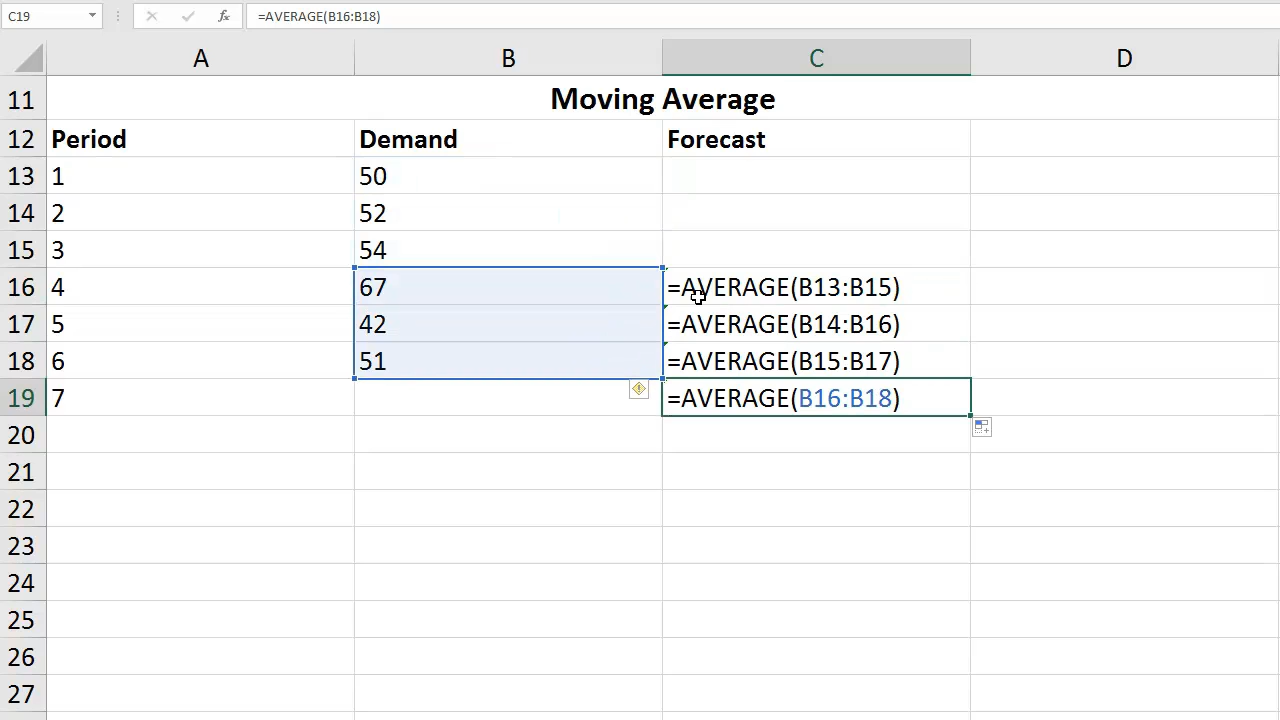 C19 fx =AVERAGE(B16:B18)
A B C D
11 Moving Average
12 Period Demand Forecast
13 1 50
14 2 52
15 3 54
16 4 67 =AVERAGE(B13:B15)
17 5 42 =AVERAGE(B14:B16)
18 6 51 =AVERAGE(B15:B17)
19 7 =AVERAGE(B16:B18)
20
21
22
23
24
25
26
27